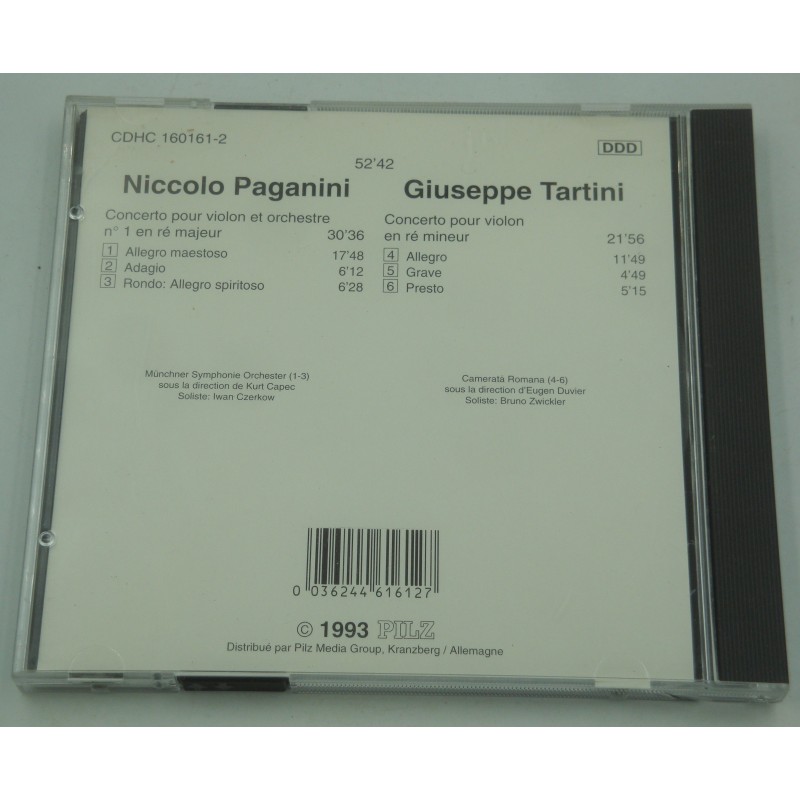 CDHC 160161-2
DDD
52'42
Niccolo Paganini
Concerto pour violon et orchestre
n° 1 en ré majeur 30'36
1 Allegro maestoso 17'48
2 Adagio 6'12
3 Rondo: Allegro spiritoso 6'28
Giuseppe Tartini
Concerto pour violon
en ré mineur 21'56
4 Allegro 11'49
5 Grave 4'49
6 Presto 5'15
Münchner Symphonie Orchester (1-3)
sous la direction de Kurt Capec
Soliste: Iwan Czerkow
Cameratà Romana (4-6)
sous la direction d'Eugen Duvier
Soliste: Bruno Zwickler
0 036244 616127
© 1993 PILZ
Distribué par Pilz Media Group, Kranzberg / Allemagne